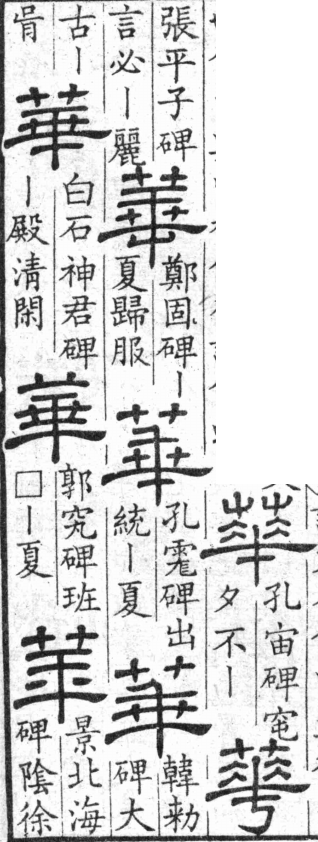 華
孔宙碑窀
夕不丨
華
張平子碑
言必丨麗
華
鄭固碑丨
夏歸服
華
孔碑出
統丨夏
華
韓勑
碑大
古丨
華
白石神君碑
丨殿清閑
華
郭究碑班
□丨夏
華
景北海
碑陰徐